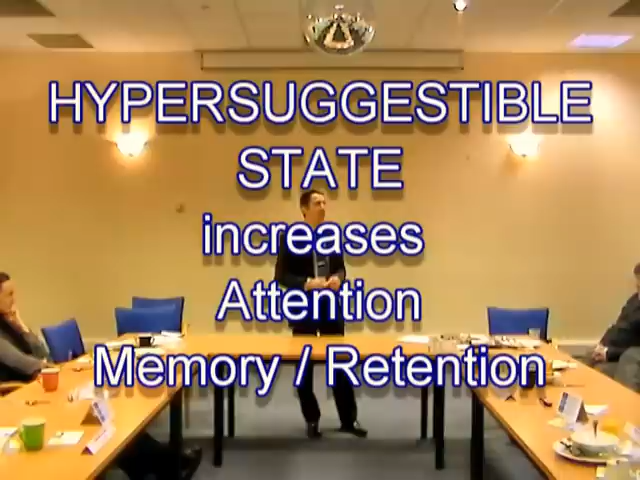 HYPERSUGGESTIBLE
STATE
increases
Attention
Memory / Retention